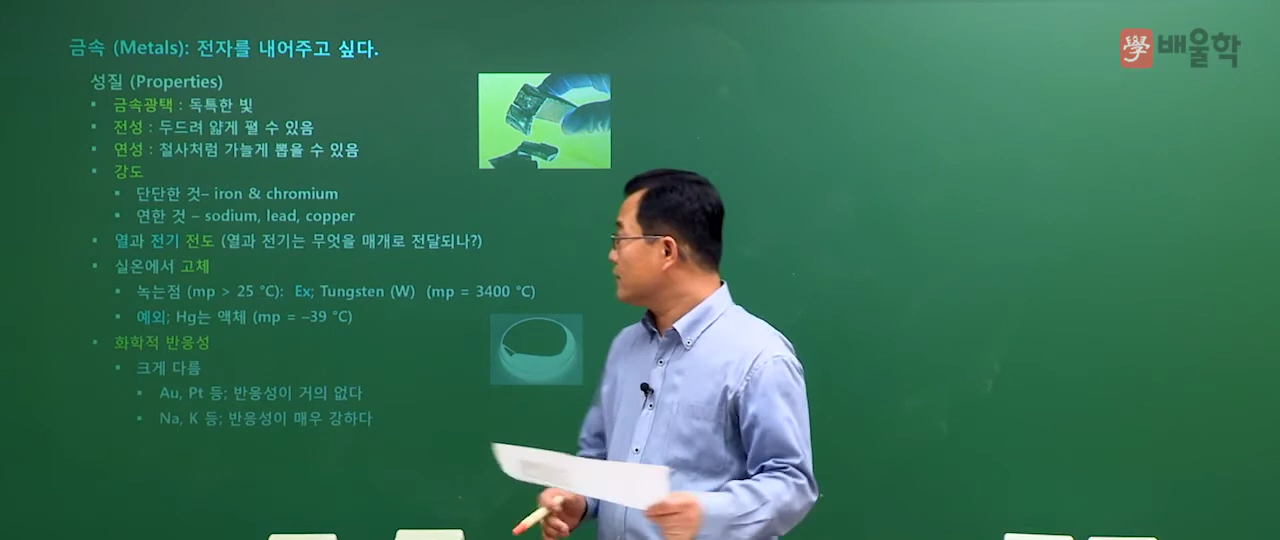 금속 (Metals): 전자를 내어주고 싶다.
學 배울학
성질 (Properties)
▪ 금속광택 : 독특한 빛
▪ 전성 : 두드려 얇게 펼 수 있음
▪ 연성 : 철사처럼 가늘게 뽑을 수 있음
▪ 강도
▪ 단단한 것– iron & chromium
▪ 연한 것 – sodium, lead, copper
▪ 열과 전기 전도 (열과 전기는 무엇을 매개로 전달되나?)
▪ 실온에서 고체
▪ 녹는점 (mp > 25 °C): Ex; Tungsten (W) (mp = 3400 °C)
▪ 예외; Hg는 액체 (mp = –39 °C)
▪ 화학적 반응성
▪ 크게 다름
▪ Au, Pt 등; 반응성이 거의 없다
▪ Na, K 등; 반응성이 매우 강하다